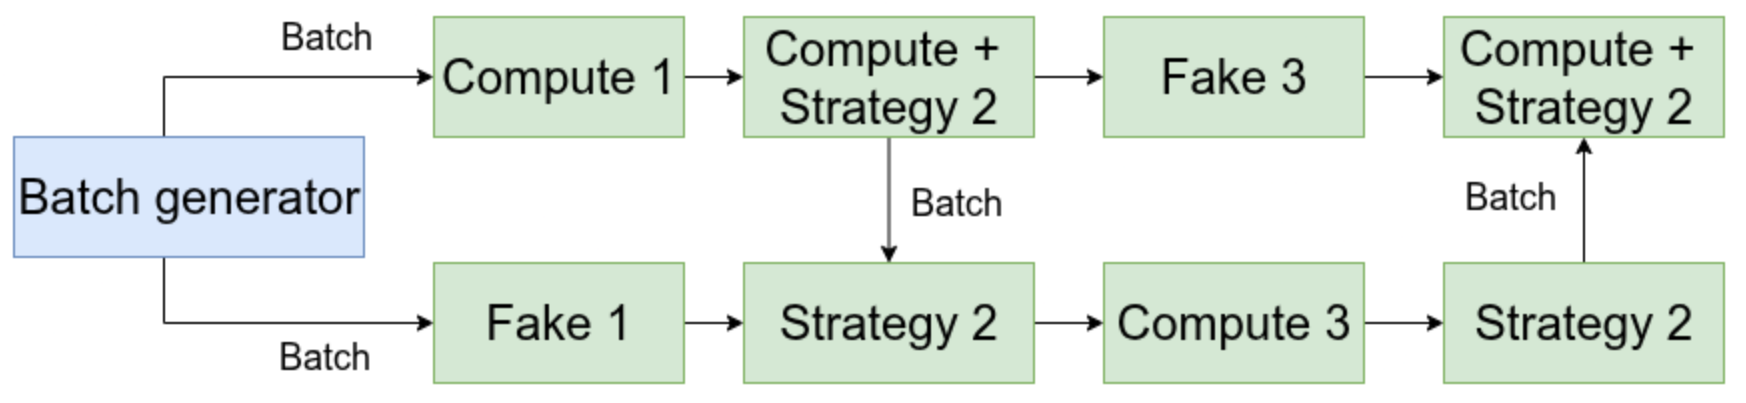 Batch
Compute 1
Compute +
Strategy 2
Fake 3
Compute +
Strategy 2
Batch generator
Batch
Batch
Batch
Fake 1
Strategy 2
Compute 3
Strategy 2